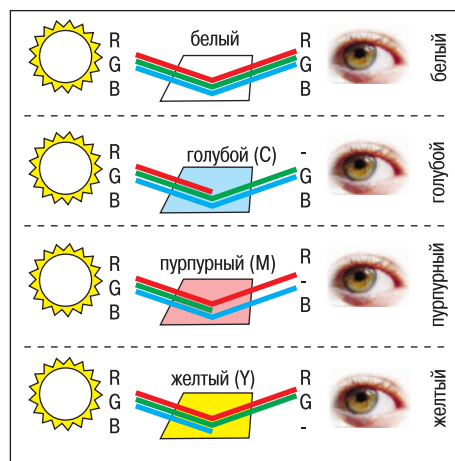 R белый R
G G
B B
белый
R голубой (C) -
G G
B B
голубой
R пурпурный (M) R
G -
B B
пурпурный
R желтый (Y) R
G G
B -
желтый